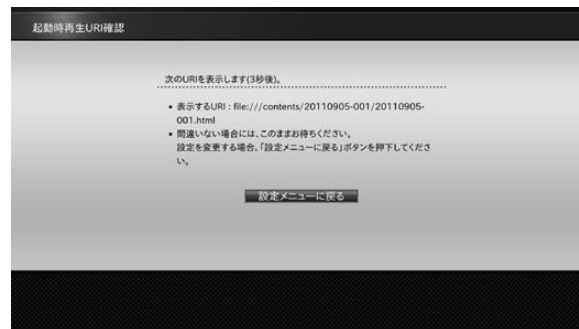 起動時再生URI確認
次のURIを表示します(3秒後)。
• 表示するURI : file:///contents/20110905-001/20110905-
001.html
• 間違いない場合には、このままお待ちください。
設定を変更する場合、「設定メニューに戻る」ボタンを押下してくださ
い。
設定メニューに戻る